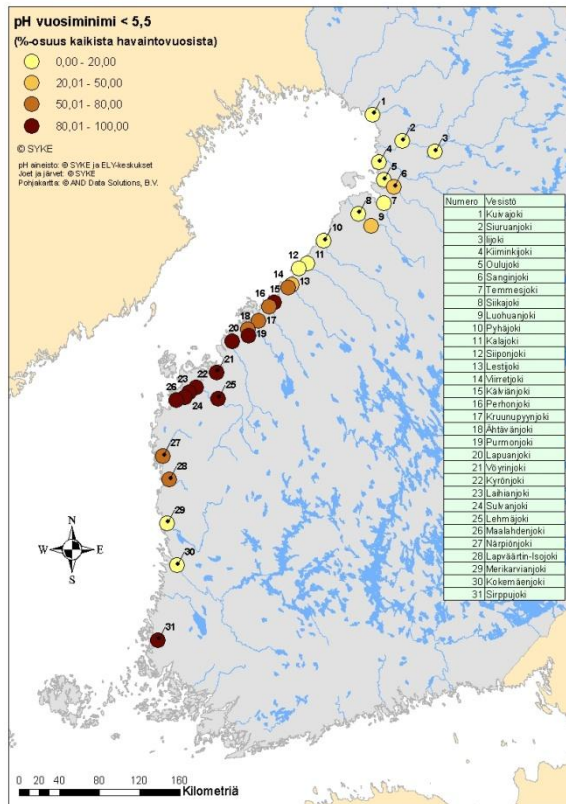 pH vuosiminimi < 5,5
(%-osuus kaikista havaintovuosista)
0,00 - 20,00
20,01 - 50,00
50,01 - 80,00
80,01 - 100,00
© SYKE
pH aineisto: © SYKE ja ELY-keskukset
Joet ja järvet: © SYKE
Pohjakartta: © AND Data Solutions, B.V.
1
2
3
4
5
6
7
8
9
10
11
12
13
14
15
16
17
18
19
20
21
22
23
24
25
26
27
28
29
30
31
Numero Vesistö
1 Kuivajoki
2 Siuruanjoki
3 Iijoki
4 Kiiminkijoki
5 Oulujoki
6 Sanginjoki
7 Temmesjoki
8 Siikajoki
9 Luohuanjoki
10 Pyhäjoki
11 Kalajoki
12 Siiponjoki
13 Lestijoki
14 Viirretjoki
15 Kälviänjoki
16 Perhonjoki
17 Kruunupyynjoki
18 Ähtävänjoki
19 Purmonjoki
20 Lapuanjoki
21 Vöyrinjoki
22 Kyrönjoki
23 Laihianjoki
24 Sulvanjoki
25 Lehmäjoki
26 Maalahdenjoki
27 Närpiönjoki
28 Lapväärtin-Isojoki
29 Merikarvianjoki
30 Kokemäenjoki
31 Sirppujoki
N
W E
S
0 10 20 40 80 120 160
Kilometriä